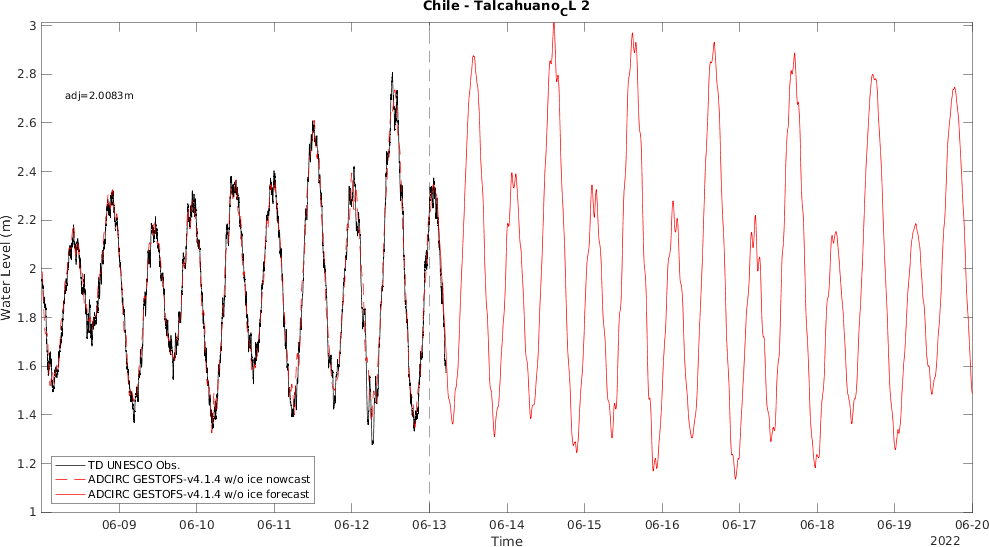 Chile - Talcahuano_CL 2
adj=2.0083m
Water Level (m)
2.8
2.6
2.4
2.2
2
1.8
1.6
1.4
1.2
1
TD UNESCO Obs.
ADCIRC GESTOFS-v4.1.4 w/o ice nowcast
ADCIRC GESTOFS-v4.1.4 w/o ice forecast
06-09 06-10 06-11 06-12 06-13 06-14 06-15 06-16 06-17 06-18 06-19 06-20
Time
2022